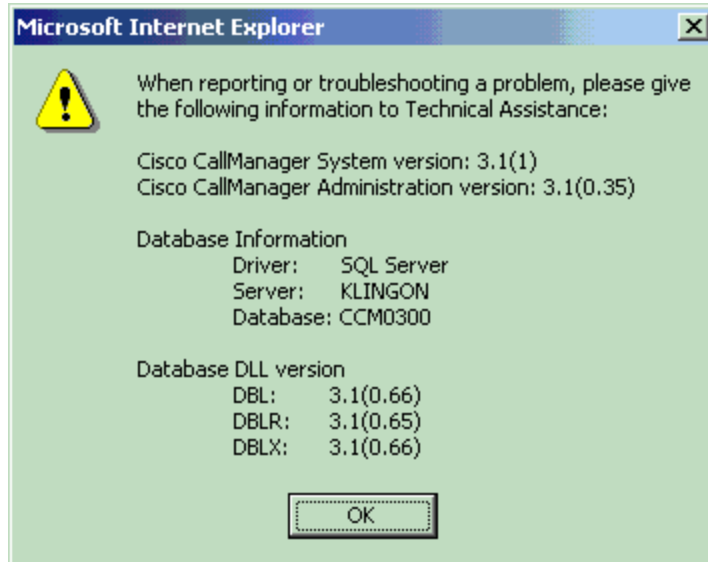 Microsoft Internet Explorer
When reporting or troubleshooting a problem, please give
the following information to Technical Assistance:
Cisco CallManager System version: 3.1(1)
Cisco CallManager Administration version: 3.1(0.35)
Database Information
Driver: SQL Server
Server: KLINGON
Database: CCM0300
Database DLL version
DBL: 3.1(0.66)
DBLR: 3.1(0.65)
DBLX: 3.1(0.66)
OK